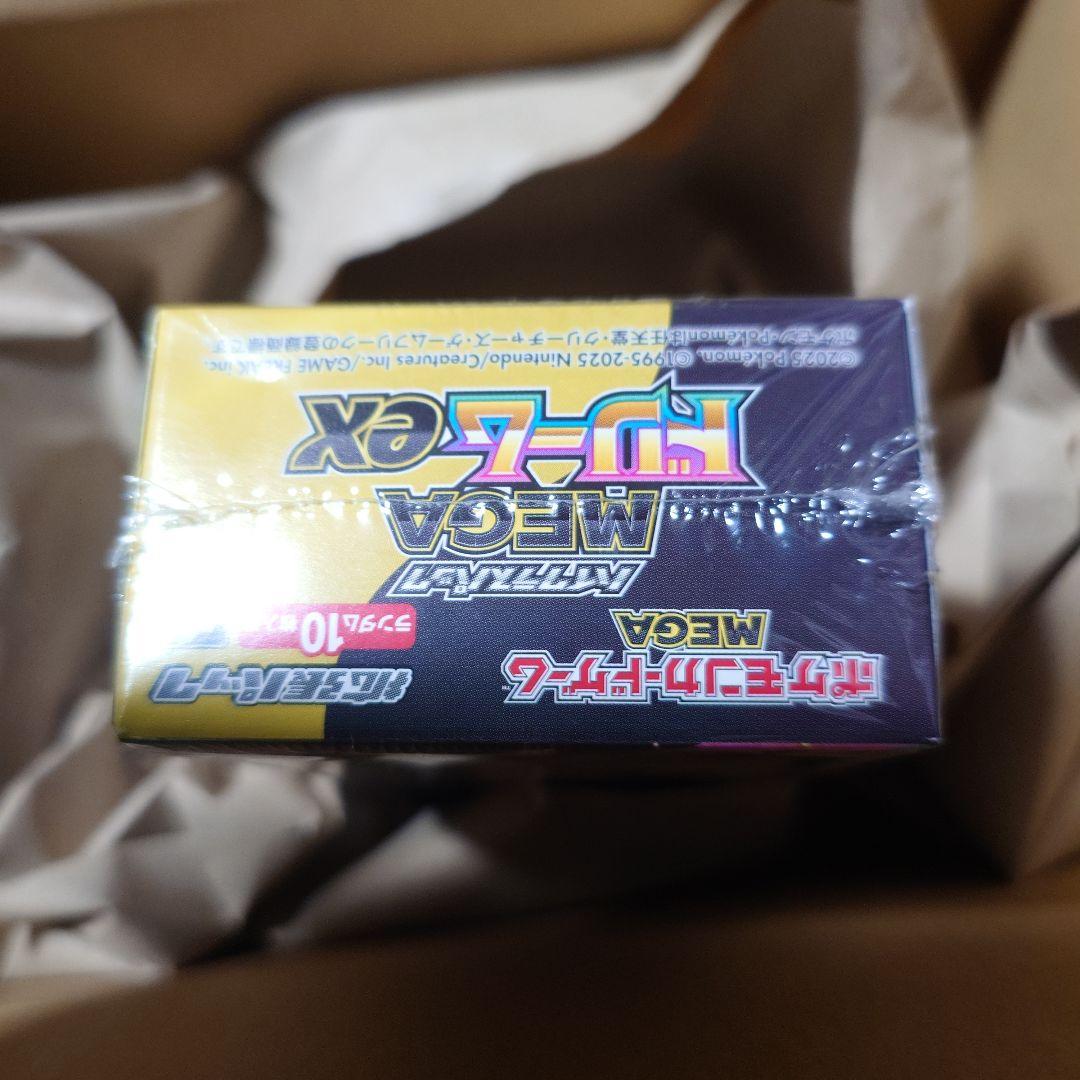 ポケモンカードゲーム
MEGA
拡張パック
ランダム10枚入
ハイクラスパック
MEGA
ドリームex
©2025 Pokémon. ©1995-2025 Nintendo/Creatures Inc./GAME FREAK inc.
ポケモン・Pokémonは任天堂・クリーチャーズ・ゲームフリークの登録商標です。